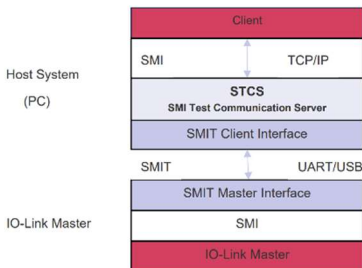 Client
SMI TCP/IP
Host System
(PC)
STCS
SMI Test Communication Server
SMIT Client Interface
SMIT UART/USB
SMIT Master Interface
IO-Link Master
SMI
IO-Link Master